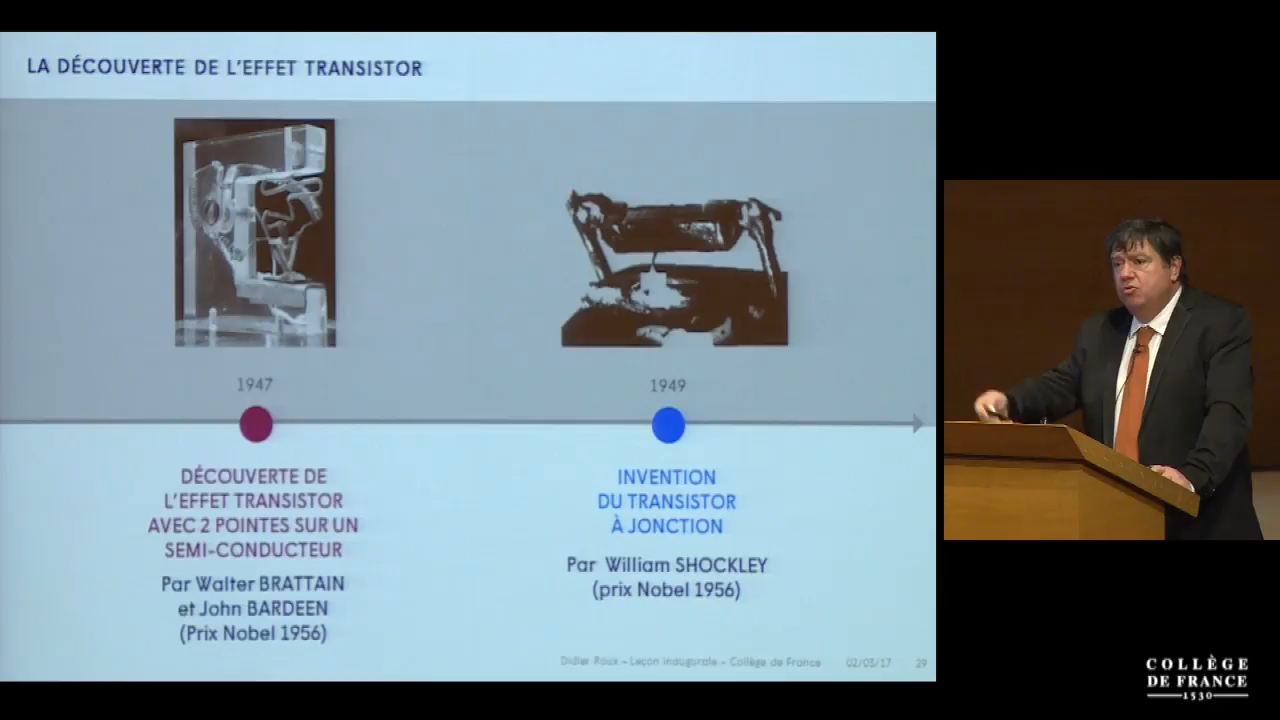 LA DÉCOUVERTE DE L'EFFET TRANSISTOR
1947
DÉCOUVERTE DE
L'EFFET TRANSISTOR
AVEC 2 POINTES SUR UN
SEMI-CONDUCTEUR
Par Walter BRATTAIN
et John BARDEEN
(Prix Nobel 1956)
1949
INVENTION
DU TRANSISTOR
À JONCTION
Par William SHOCKLEY
(prix Nobel 1956)
Didier Roux – Leçon inaugurale – Collège de France 02/03/17 29
COLLÈGE
DE FRANCE
1530